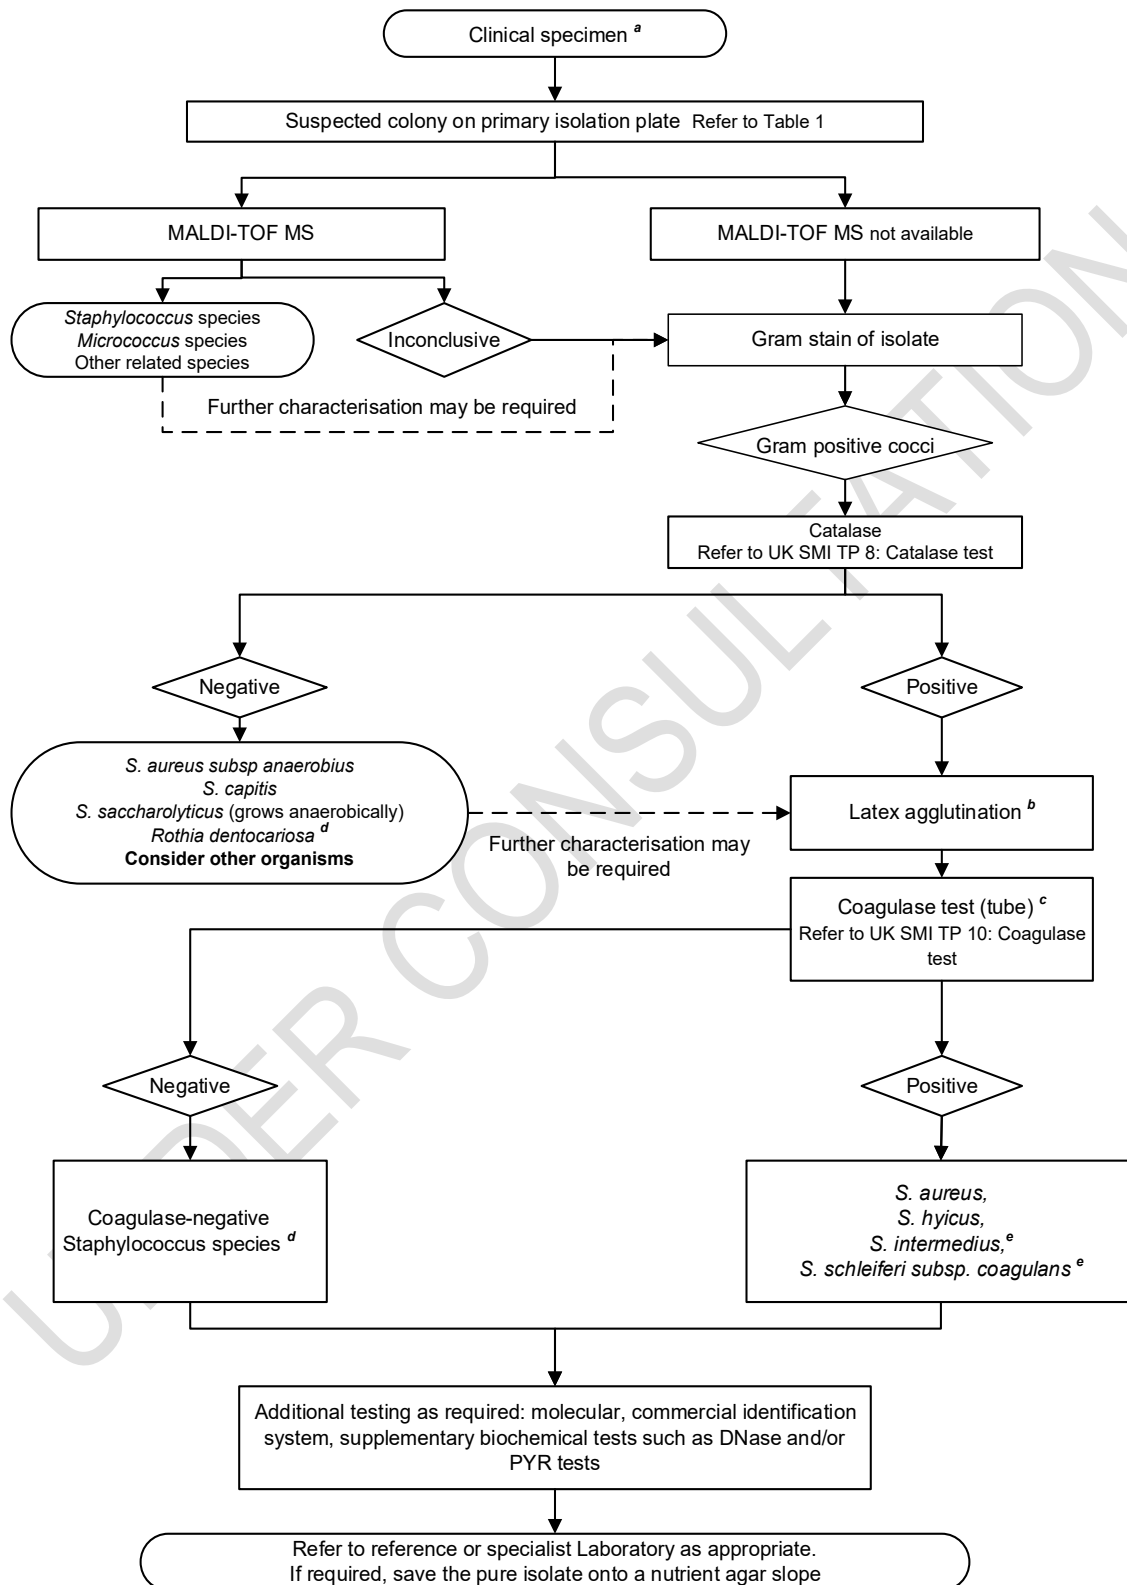 Clinical specimen a
Suspected colony on primary isolation plate Refer to Table 1
MALDI-TOF MS
MALDI-TOF MS not available
Staphylococcus species
Micrococcus species
Other related species
Inconclusive
Gram stain of isolate
Further characterisation may be required
Gram positive cocci
Catalase
Refer to UK SMI TP 8: Catalase test
Negative
Positive
S. aureus subsp anaerobius
S. capitis
S. saccharolyticus (grows anaerobically)
Rothia dentocariosa d
Consider other organisms
Latex agglutination b
Further characterisation may
be required
Coagulase test (tube) c
Refer to UK SMI TP 10: Coagulase
test
Negative
Positive
Coagulase-negative
Staphylococcus species d
S. aureus,
S. hyicus,
S. intermedius,e
S. schleiferi subsp. coagulans e
Additional testing as required: molecular, commercial identification
system, supplementary biochemical tests such as DNase and/or
PYR tests
Refer to reference or specialist Laboratory as appropriate.
If required, save the pure isolate onto a nutrient agar slope
UNDER CONSULTATION